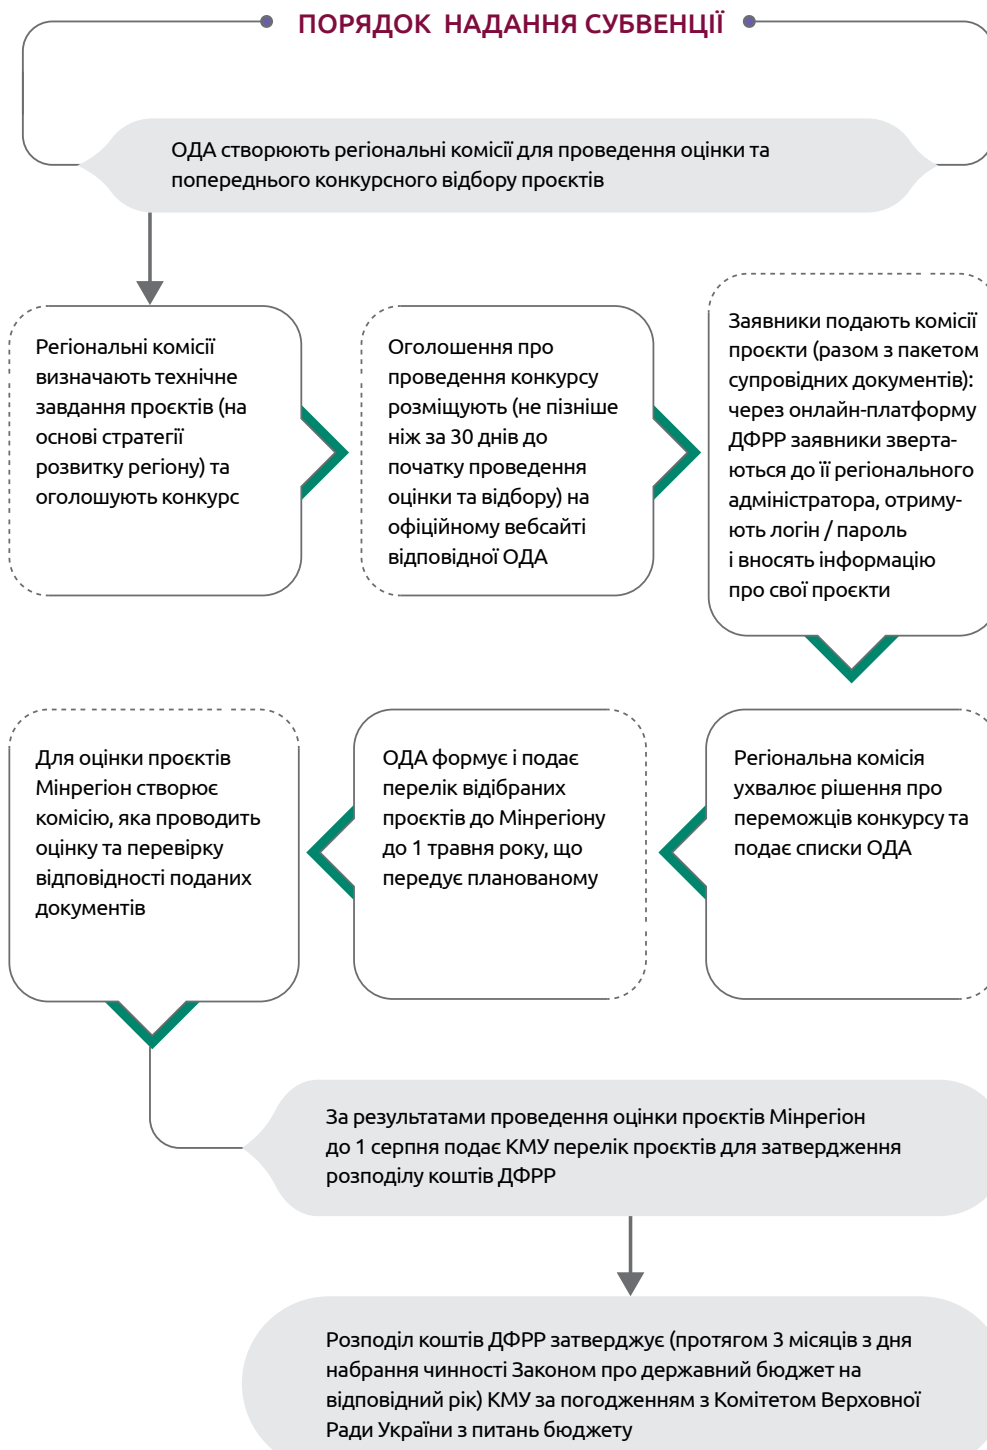 ПОРЯДОК НАДАННЯ СУБВЕНЦІЇ
ОДА створюють регіональні комісії для проведення оцінки та
попереднього конкурсного відбору проєктів
Регіональні комісії
визначають технічне
завдання проєктів (на
основі стратегії
розвитку регіону) та
оголошують конкурс
Оголошення про
проведення конкурсу
розміщують (не пізніше
ніж за 30 днів до
початку проведення
оцінки та відбору) на
офіційному вебсайті
відповідної ОДА
Заявники подають комісії
проєкти (разом з пакетом
супровідних документів):
через онлайн-платформу
ДФРР заявники зверта-
ються до її регіонального
адміністратора, отриму-
ють логін / пароль
і вносять інформацію
про свої проєкти
Регіональна комісія
ухвалює рішення про
переможців конкурсу та
подає списки ОДА
ОДА формує і подає
перелік відібраних
проєктів до Мінрегіону
до 1 травня року, що
передує планованому
Для оцінки проєктів
Мінрегіон створює
комісію, яка проводить
оцінку та перевірку
відповідності поданих
документів
За результатами проведення оцінки проєктів Мінрегіон
до 1 серпня подає КМУ перелік проєктів для затвердження
розподілу коштів ДФРР
Розподіл коштів ДФРР затверджує (протягом 3 місяців з дня
набрання чинності Законом про державний бюджет на
відповідний рік) КМУ за погодженням з Комітетом Верховної
Ради України з питань бюджету